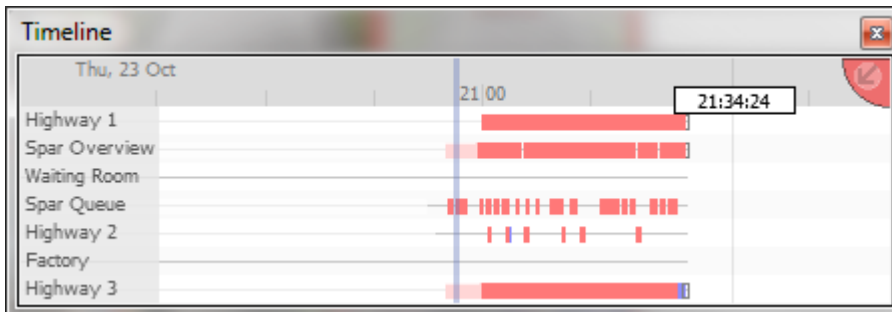 Timeline
Thu, 23 Oct
21:00
21:34:24
Highway 1
Spar Overview
Waiting Room
Spar Queue
Highway 2
Factory
Highway 3